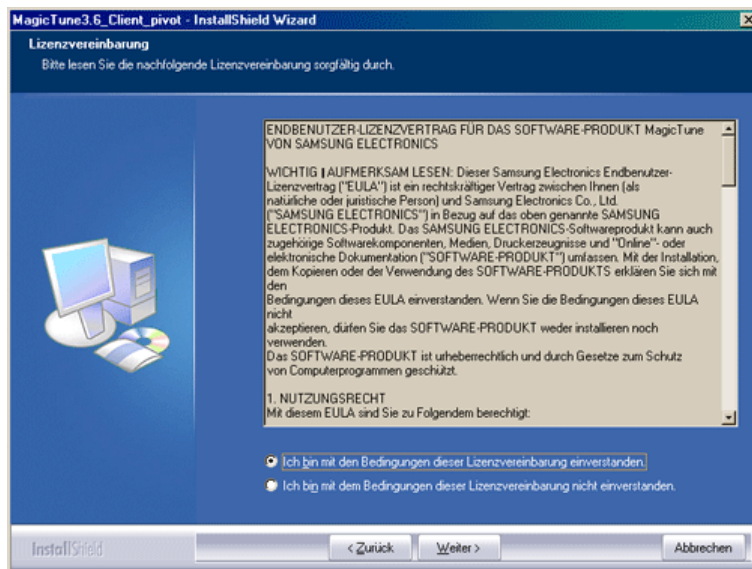 MagicTune3.6_Client_pivot - InstallShield Wizard
Lizenzvereinbarung
Bitte lesen Sie die nachfolgende Lizenzvereinbarung sorgfältig durch.
ENDBENUTZER-LIZENZVERTRAG FÜR DAS SOFTWARE-PRODUKT MagicTune
VON SAMSUNG ELECTRONICS
WICHTIG | AUFMERKSAM LESEN: Dieser Samsung Electronics Endbenutzer-
Lizenzvertrag ("EULA") ist ein rechtskräftiger Vertrag zwischen Ihnen (als
natürliche oder juristische Person) und Samsung Electronics Co., Ltd.
("SAMSUNG ELECTRONICS") in Bezug auf das oben genannte SAMSUNG
ELECTRONICS-Produkt. Das SAMSUNG ELECTRONICS-Softwareprodukt kann auch
zugehörige Softwarekomponenten, Medien, Druckerzeugnisse und "Online"- oder
elektronische Dokumentation ("SOFTWARE-PRODUKT") umfassen. Mit der Installation,
dem Kopieren oder der Verwendung des SOFTWARE-PRODUKTS erklären Sie sich mit
den
Bedingungen dieses EULA einverstanden. Wenn Sie die Bedingungen dieses EULA
nicht
akzeptieren, dürfen Sie das SOFTWARE-PRODUKT weder installieren noch
verwenden.
Das SOFTWARE-PRODUKT ist urheberrechtlich und durch Gesetze zum Schutz
von Computerprogrammen geschützt.
1. NUTZUNGSRECHT
Mit diesem EULA sind Sie zu Folgendem berechtigt:
Ich bin mit den Bedingungen dieser Lizenzvereinbarung einverstanden.
Ich bin mit dem Bedingungen dieser Lizenzvereinbarung nicht einverstanden.
InstallShield
< Zurück
Weiter >
Abbrechen